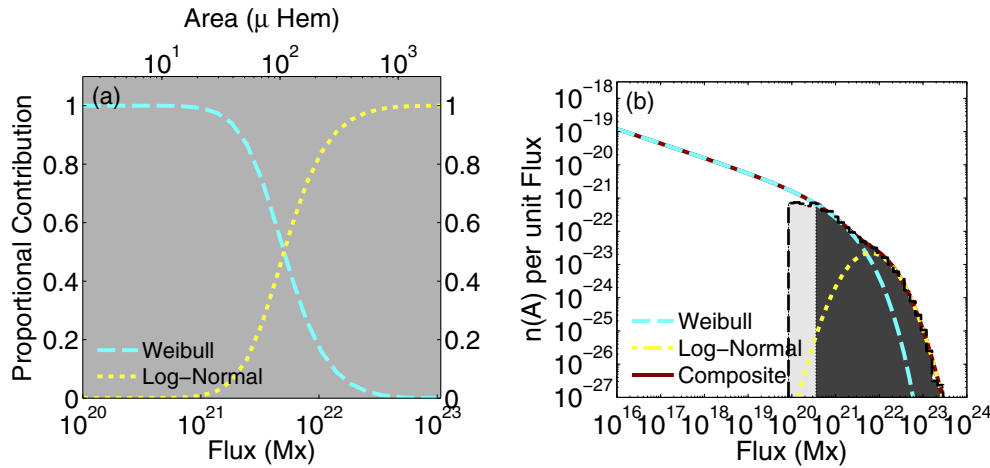 Area (μ Hem)
10^1 10^2 10^3
(a)
Proportional Contribution
1 0.8 0.6 0.4 0.2 0
1 0.8 0.6 0.4 0.2 0
Weibull
Log−Normal
10^20 10^21 10^22 10^23
Flux (Mx)
(b)
n(A) per unit Flux
10^−18
10^−19
10^−20
10^−21
10^−22
10^−23
10^−24
10^−25
10^−26
10^−27
Weibull
Log−Normal
Composite
10^16 10^17 10^18 10^19 10^20 10^21 10^22 10^23 10^24
Flux (Mx)